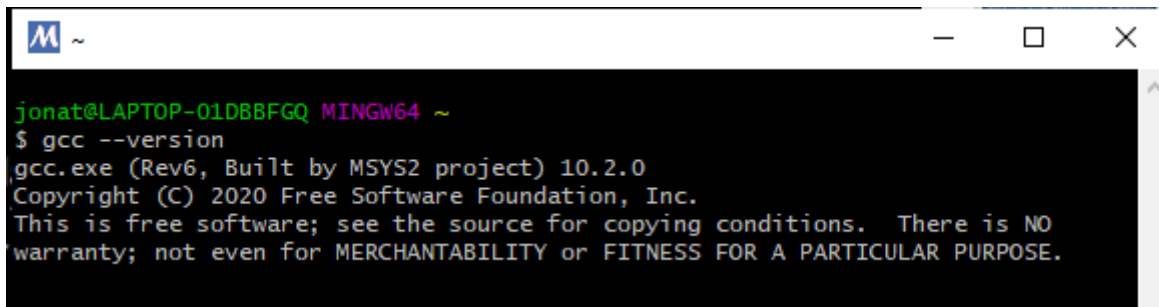 M ~
jonat@LAPTOP-01DBBFGQ MINGW64 ~
$ gcc --version
gcc.exe (Rev6, Built by MSYS2 project) 10.2.0
Copyright (C) 2020 Free Software Foundation, Inc.
This is free software; see the source for copying conditions.  There is NO
warranty; not even for MERCHANTABILITY or FITNESS FOR A PARTICULAR PURPOSE.